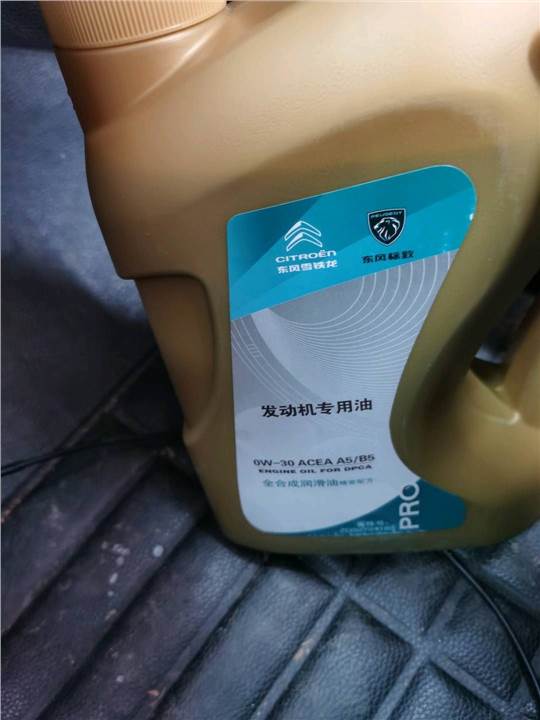 PEUGEOT
CITROËN
东风雪铁龙
东风标致
发动机专用油
0W-30 ACEA A5/B5
ENGINE OIL FOR DPCA
全合成润滑油
PRO